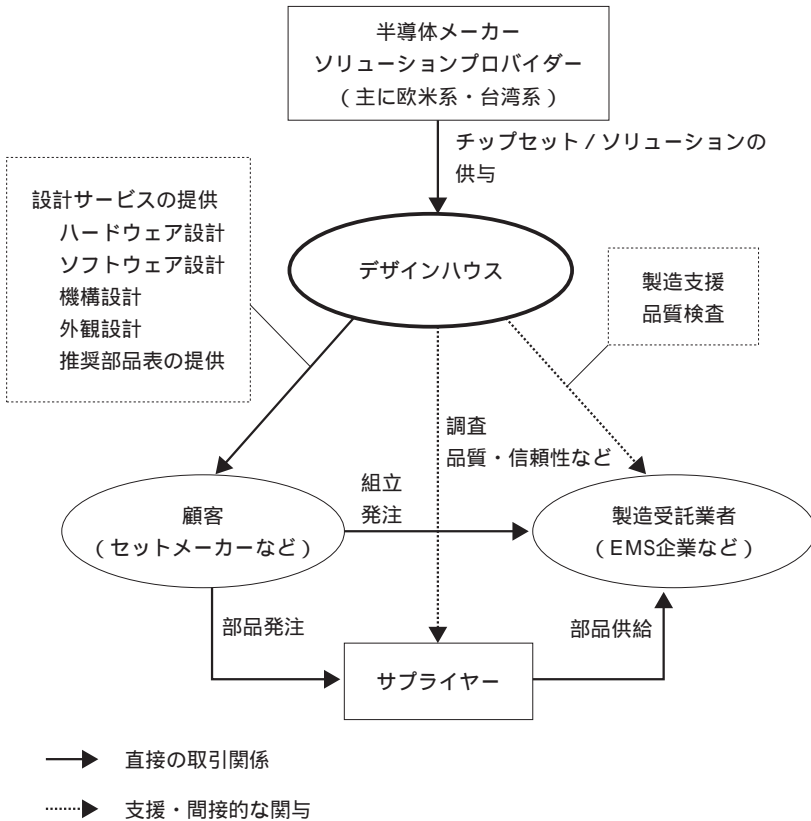 半導体メーカー
ソリューションプロバイダー
（主に欧米系・台湾系）
チップセット / ソリューションの
供与
設計サービスの提供
ハードウェア設計
ソフトウェア設計
機構設計
外観設計
推奨部品表の提供
デザインハウス
製造支援
品質検査
調査
品質・信頼性など
組立
発注
顧客
（セットメーカーなど）
製造受託業者
（EMS企業など）
部品発注
部品供給
サプライヤー
直接の取引関係
支援・間接的な関与